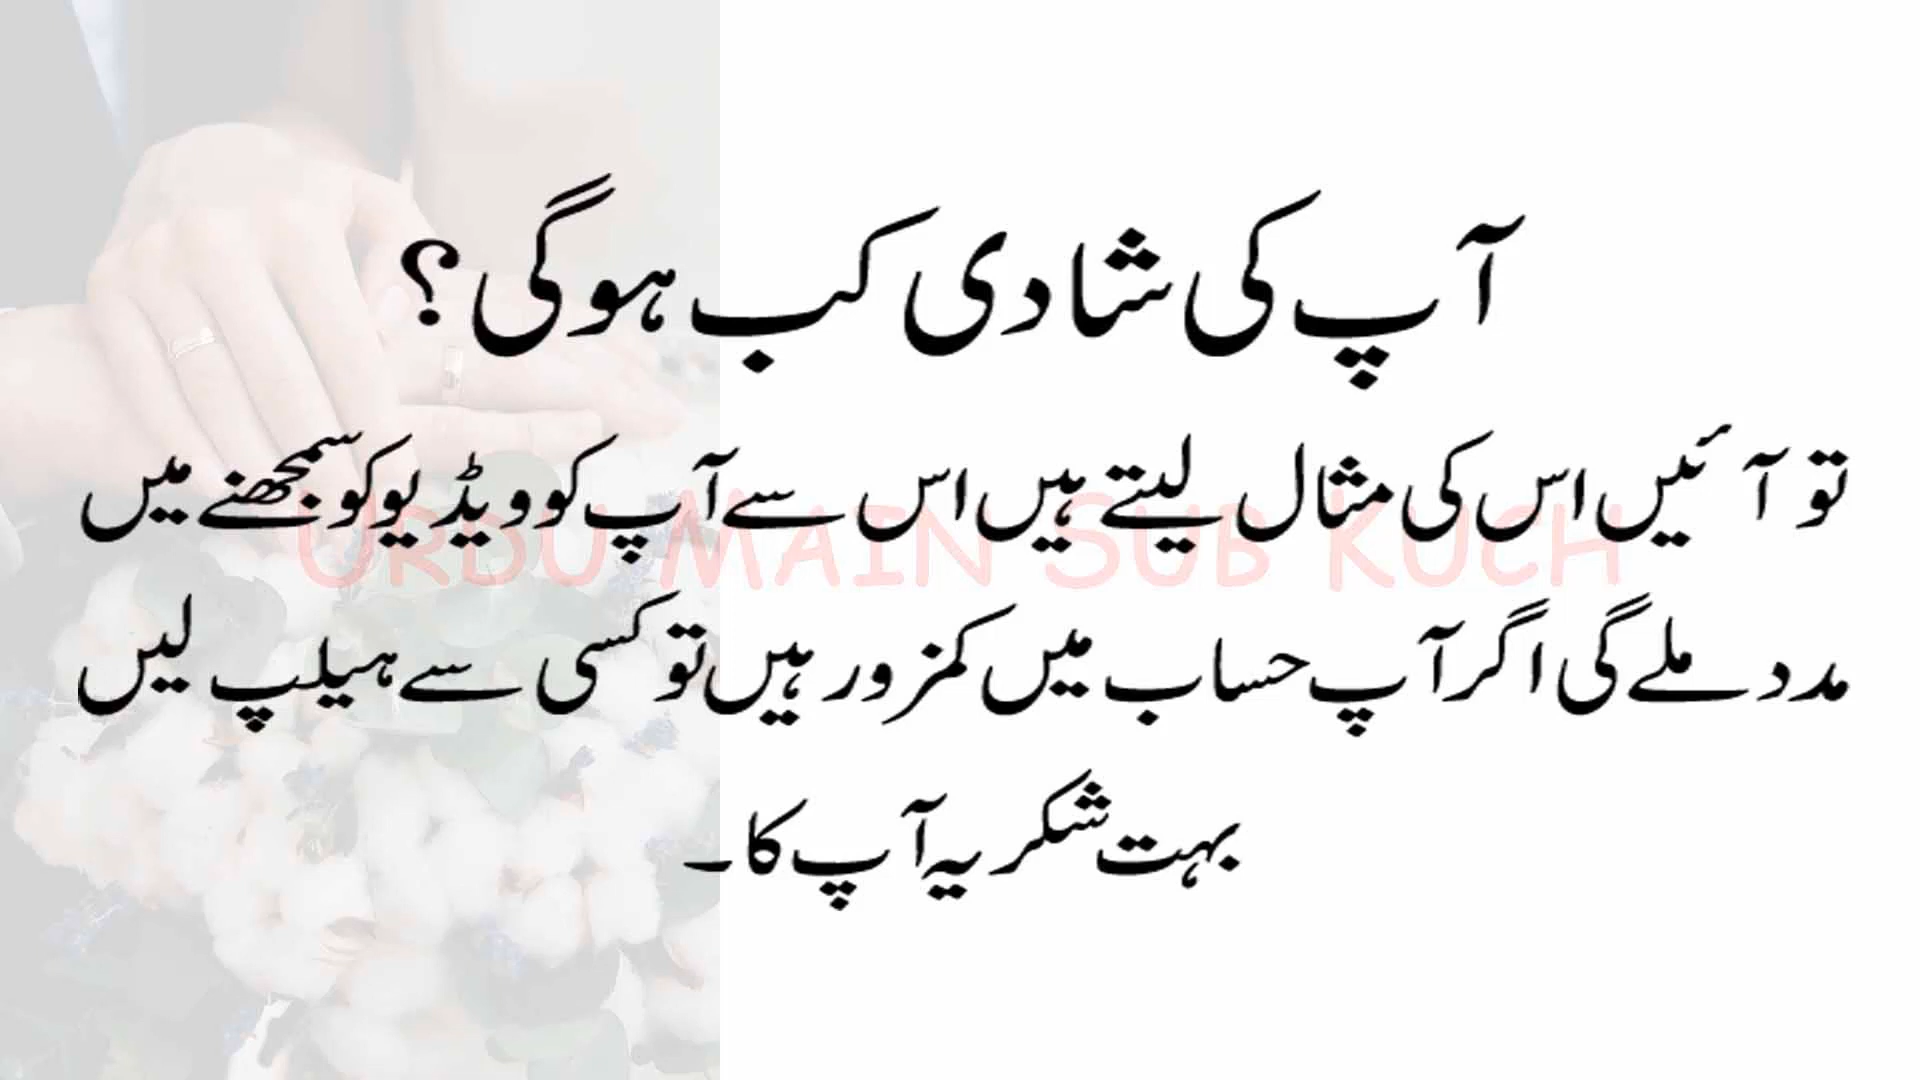 آپ کی شادی کب ہوگی؟
تو آئیں اس کی مثال لیتے ہیں اس سے آپ کو ویڈیو کو سمجھنے میں
URDU MAIN SUB KUCH
مدد ملے گی اگر آپ حساب میں کمزور ہیں تو کسی سے ہیلپ لیں
بہت شکریہ آپ کا۔